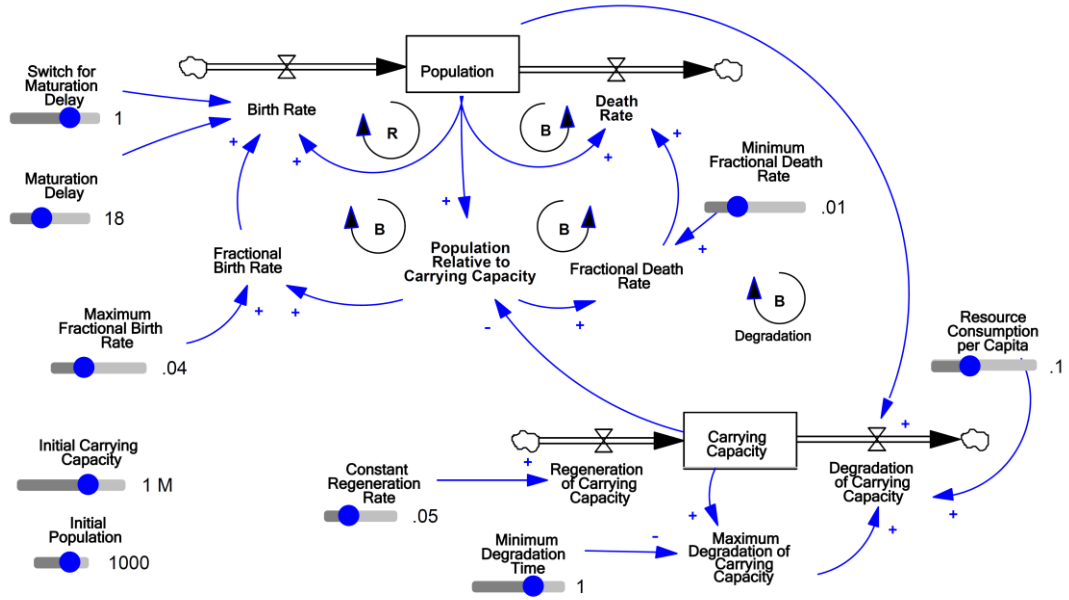 Population
Switch for
Maturation
Delay
1
Birth Rate
R
B
Death
Rate
+
+
+
+
Minimum
Fractional Death
Rate
.01
Maturation
Delay
18
+
B
B
+
Fractional
Birth Rate
Population
Relative to
Carrying Capacity
Fractional Death
Rate
B
Degradation
+
+
-
+
Maximum
Fractional Birth
Rate
.04
Resource
Consumption
per Capita
.1
Initial Carrying
Capacity
1 M
Carrying
Capacity
+
+
Constant
Regeneration
Rate
.05
Regeneration
of Carrying
Capacity
Degradation
of Carrying
Capacity
+
+
-
+
Initial
Population
1000
Minimum
Degradation
Time
1
Maximum
Degradation of
Carrying
Capacity